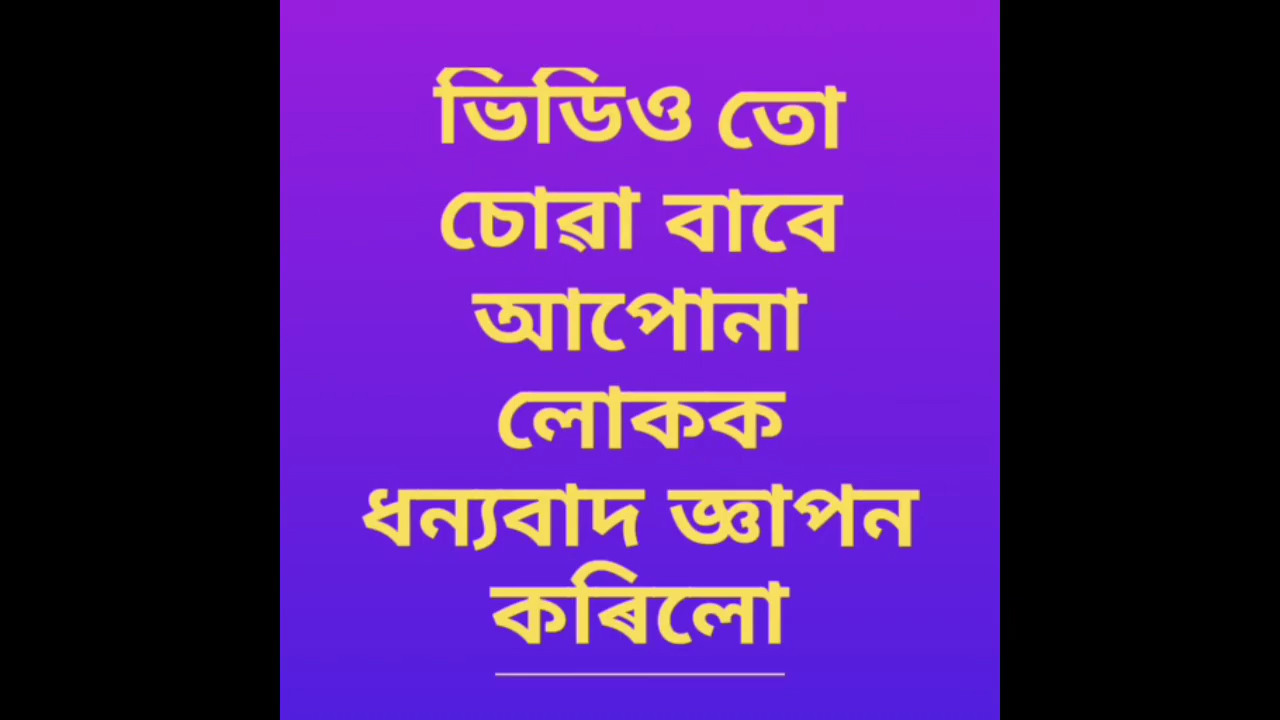 ভিডিও তো
চোৱা বাবে
আপোনা
লোকক
ধন্যবাদ জ্ঞাপন
কৰিলো